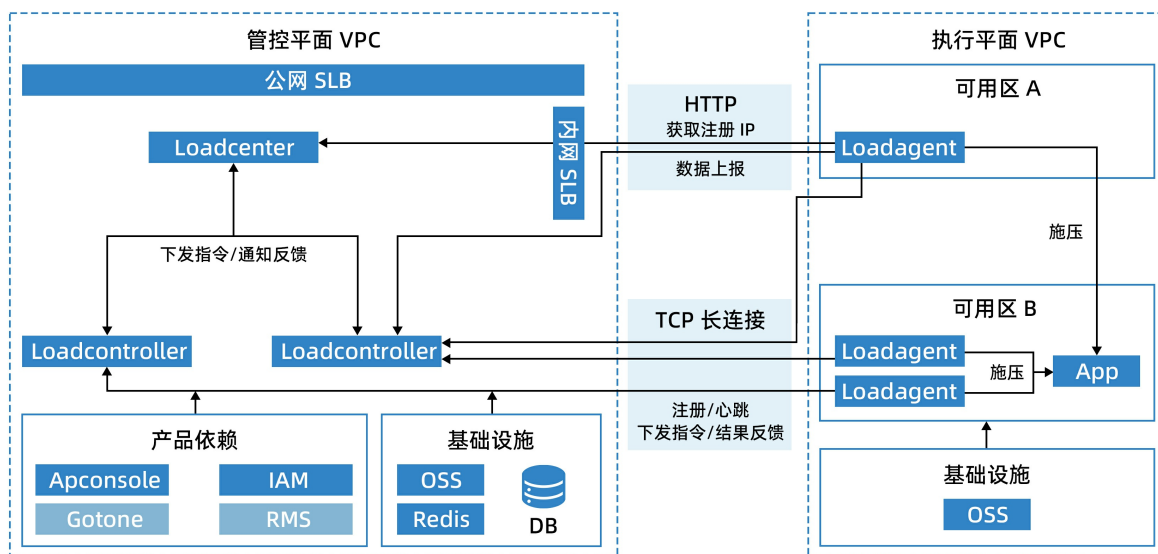 管控平面 VPC
公网 SLB
内网 SLB
Loadcenter
下发指令/通知反馈
Loadcontroller
Loadcontroller
产品依赖
Apconsole
IAM
Gotone
RMS
基础设施
OSS
Redis
DB
HTTP
获取注册 IP
数据上报
TCP 长连接
注册/心跳
下发指令/结果反馈
执行平面 VPC
可用区 A
Loadagent
施压
可用区 B
Loadagent
Loadagent
施压
App
基础设施
OSS